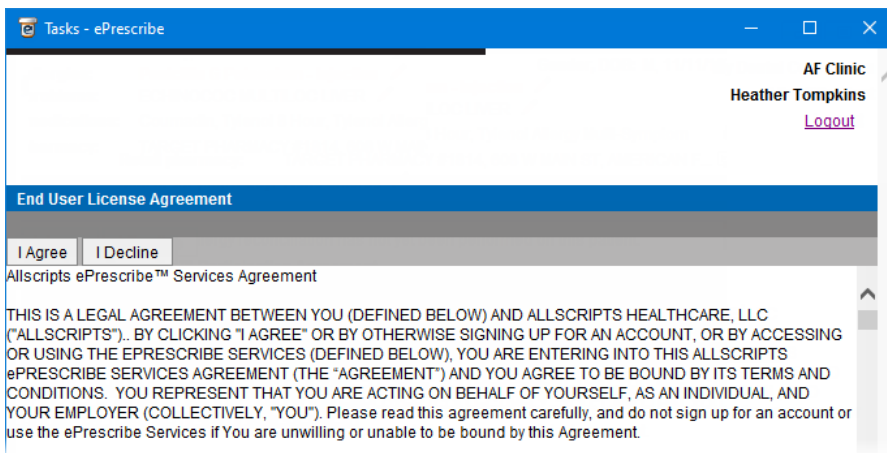 Tasks - ePrescribe
AF Clinic
Heather Tompkins
Logout
End User License Agreement
I Agree I Decline
Allscripts ePrescribe™ Services Agreement
THIS IS A LEGAL AGREEMENT BETWEEN YOU (DEFINED BELOW) AND ALLSCRIPTS HEALTHCARE, LLC
("ALLSCRIPTS").. BY CLICKING "I AGREE" OR BY OTHERWISE SIGNING UP FOR AN ACCOUNT, OR BY ACCESSING
OR USING THE EPRESCRIBE SERVICES (DEFINED BELOW), YOU ARE ENTERING INTO THIS ALLSCRIPTS
ePRESCRIBE SERVICES AGREEMENT (THE “AGREEMENT”) AND YOU AGREE TO BE BOUND BY ITS TERMS AND
CONDITIONS. YOU REPRESENT THAT YOU ARE ACTING ON BEHALF OF YOURSELF, AS AN INDIVIDUAL, AND
YOUR EMPLOYER (COLLECTIVELY, "YOU"). Please read this agreement carefully, and do not sign up for an account or
use the ePrescribe Services if You are unwilling or unable to be bound by this Agreement.